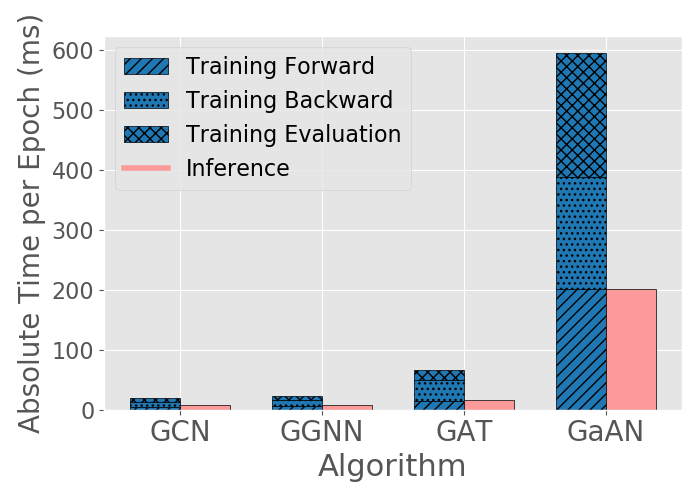 Absolute Time per Epoch (ms)
600
500
400
300
200
100
0
Training Forward
Training Backward
Training Evaluation
Inference
GCN GGNN GAT GaAN
Algorithm